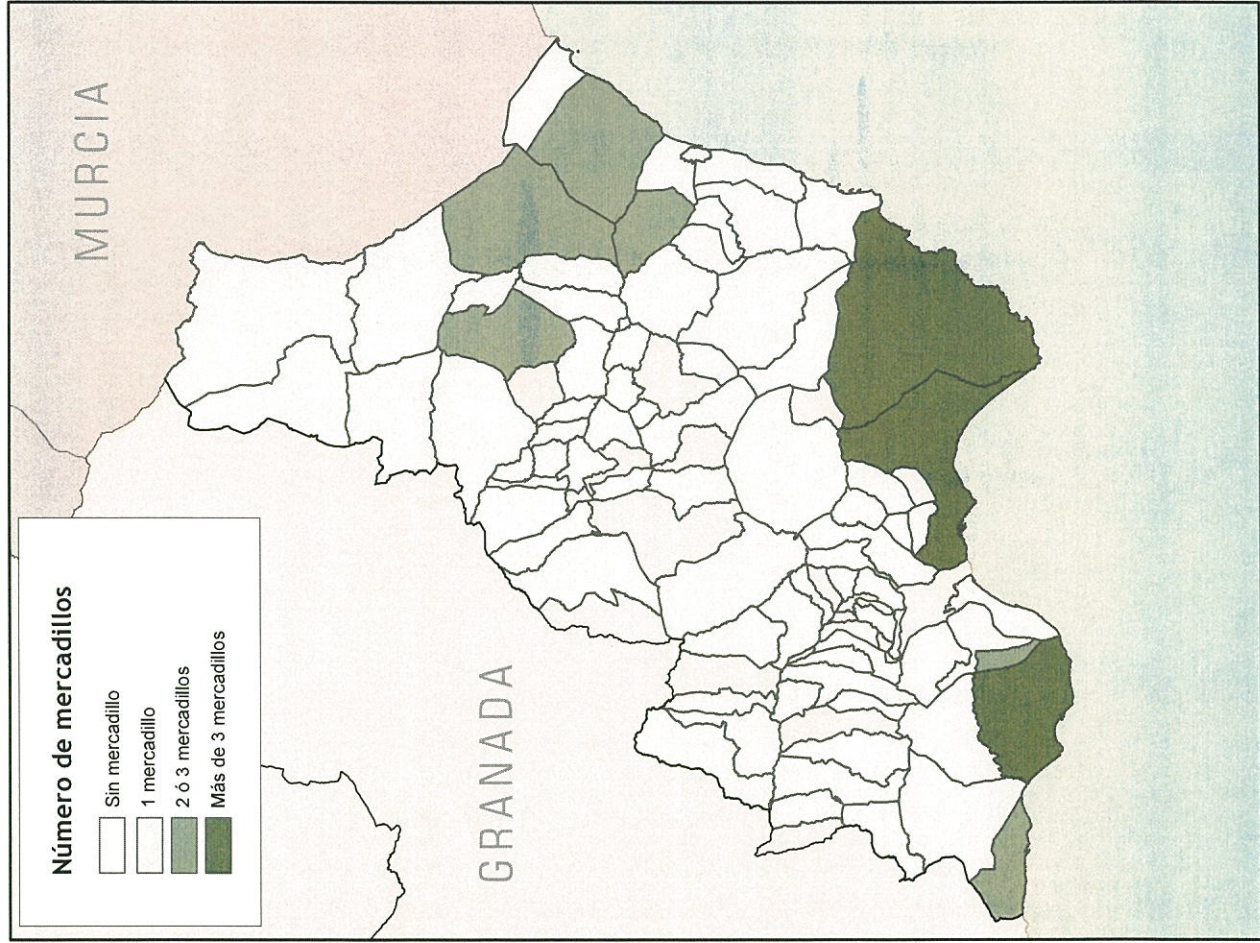 Número de mercadillos
Sin mercadillo
1 mercadillo
2 ó 3 mercadillos
Más de 3 mercadillos
MURCIA
GRANADA